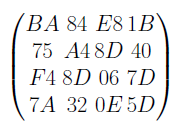 BA 84 E8 1B
75 A4 8D 40
F4 8D 06 7D
7A 32 0E 5D